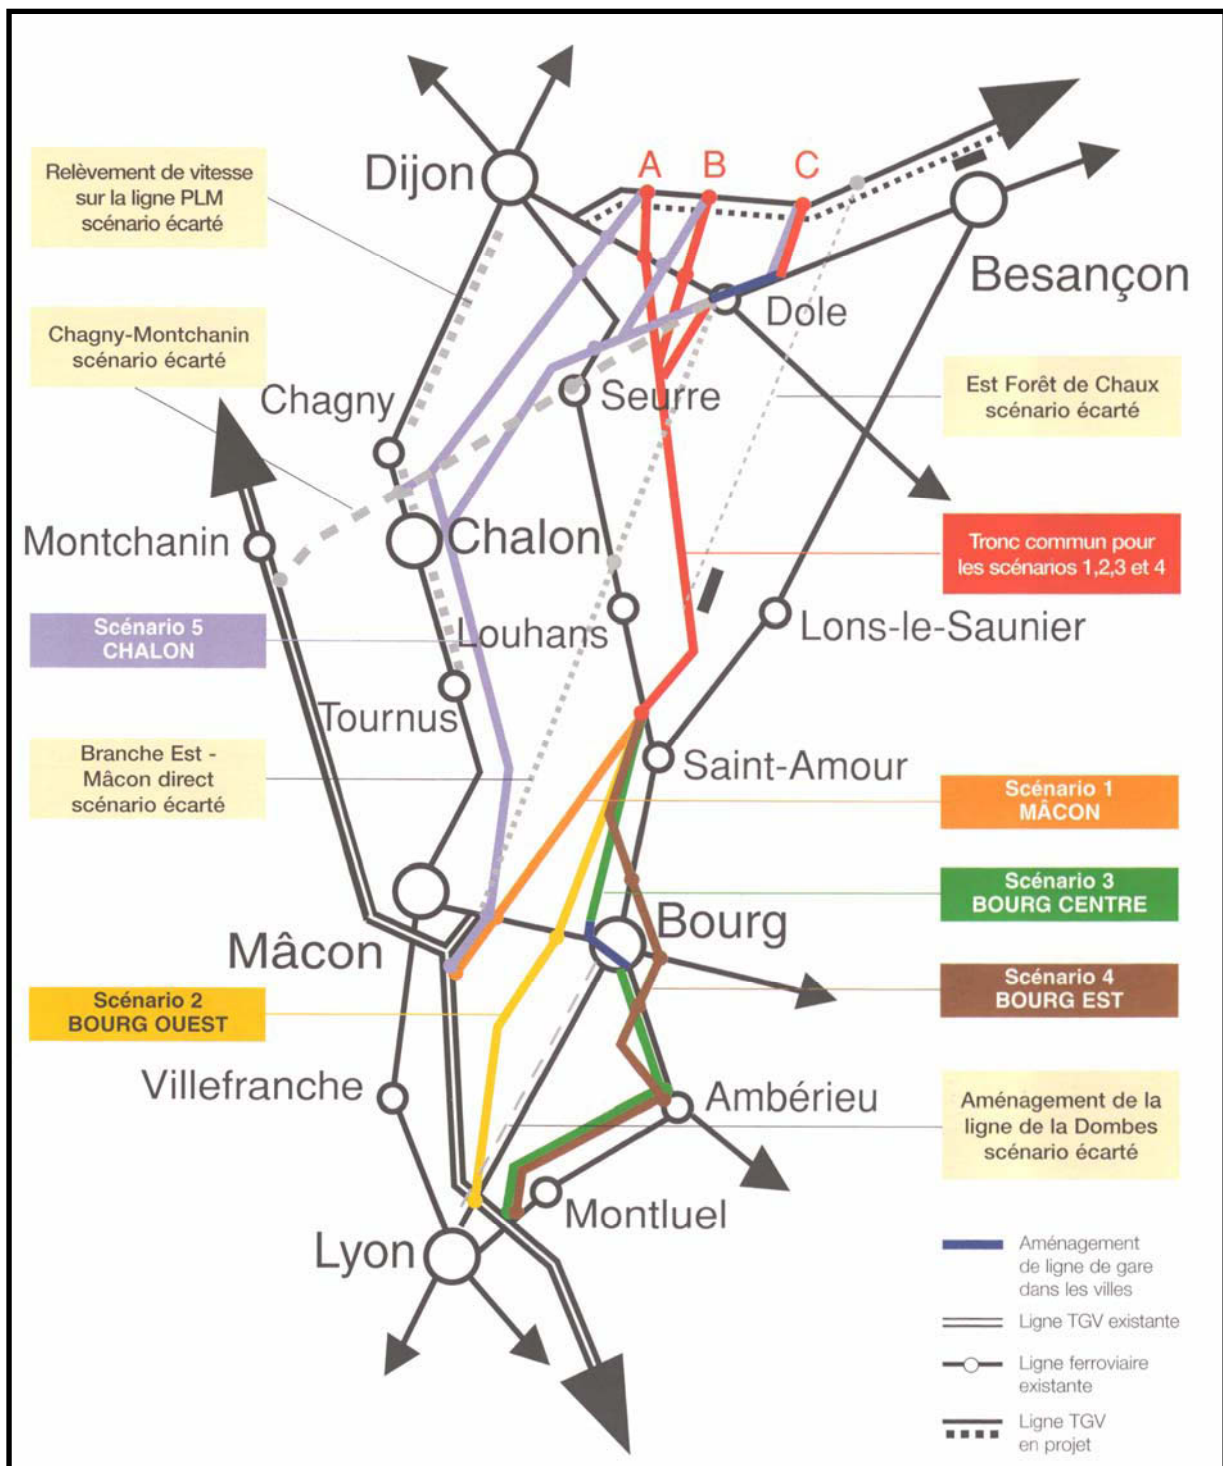 Dijon
A
B
C
Relèvement de vitesse
sur la ligne PLM
scénario écarté
Besançon
Dole
Chagny-Montchanin
scénario écarté
Chagny
Seurre
Est Forêt de Chaux
scénario écarté
Montchanin
Chalon
Tronc commun pour
les scénarios 1,2,3 et 4
Scénario 5
CHALON
Louhans
Lons-le-Saunier
Tournus
Branche Est -
Mâcon direct
scénario écarté
Saint-Amour
Scénario 1
MÂCON
Scénario 3
BOURG CENTRE
Bourg
Mâcon
Scénario 2
BOURG OUEST
Scénario 4
BOURG EST
Villefranche
Ambérieu
Aménagement de la
ligne de la Dombes
scénario écarté
Montluel
Lyon
Aménagement
de ligne de gare
dans les villes
Ligne TGV existante
Ligne ferroviaire
existante
Ligne TGV
en projet